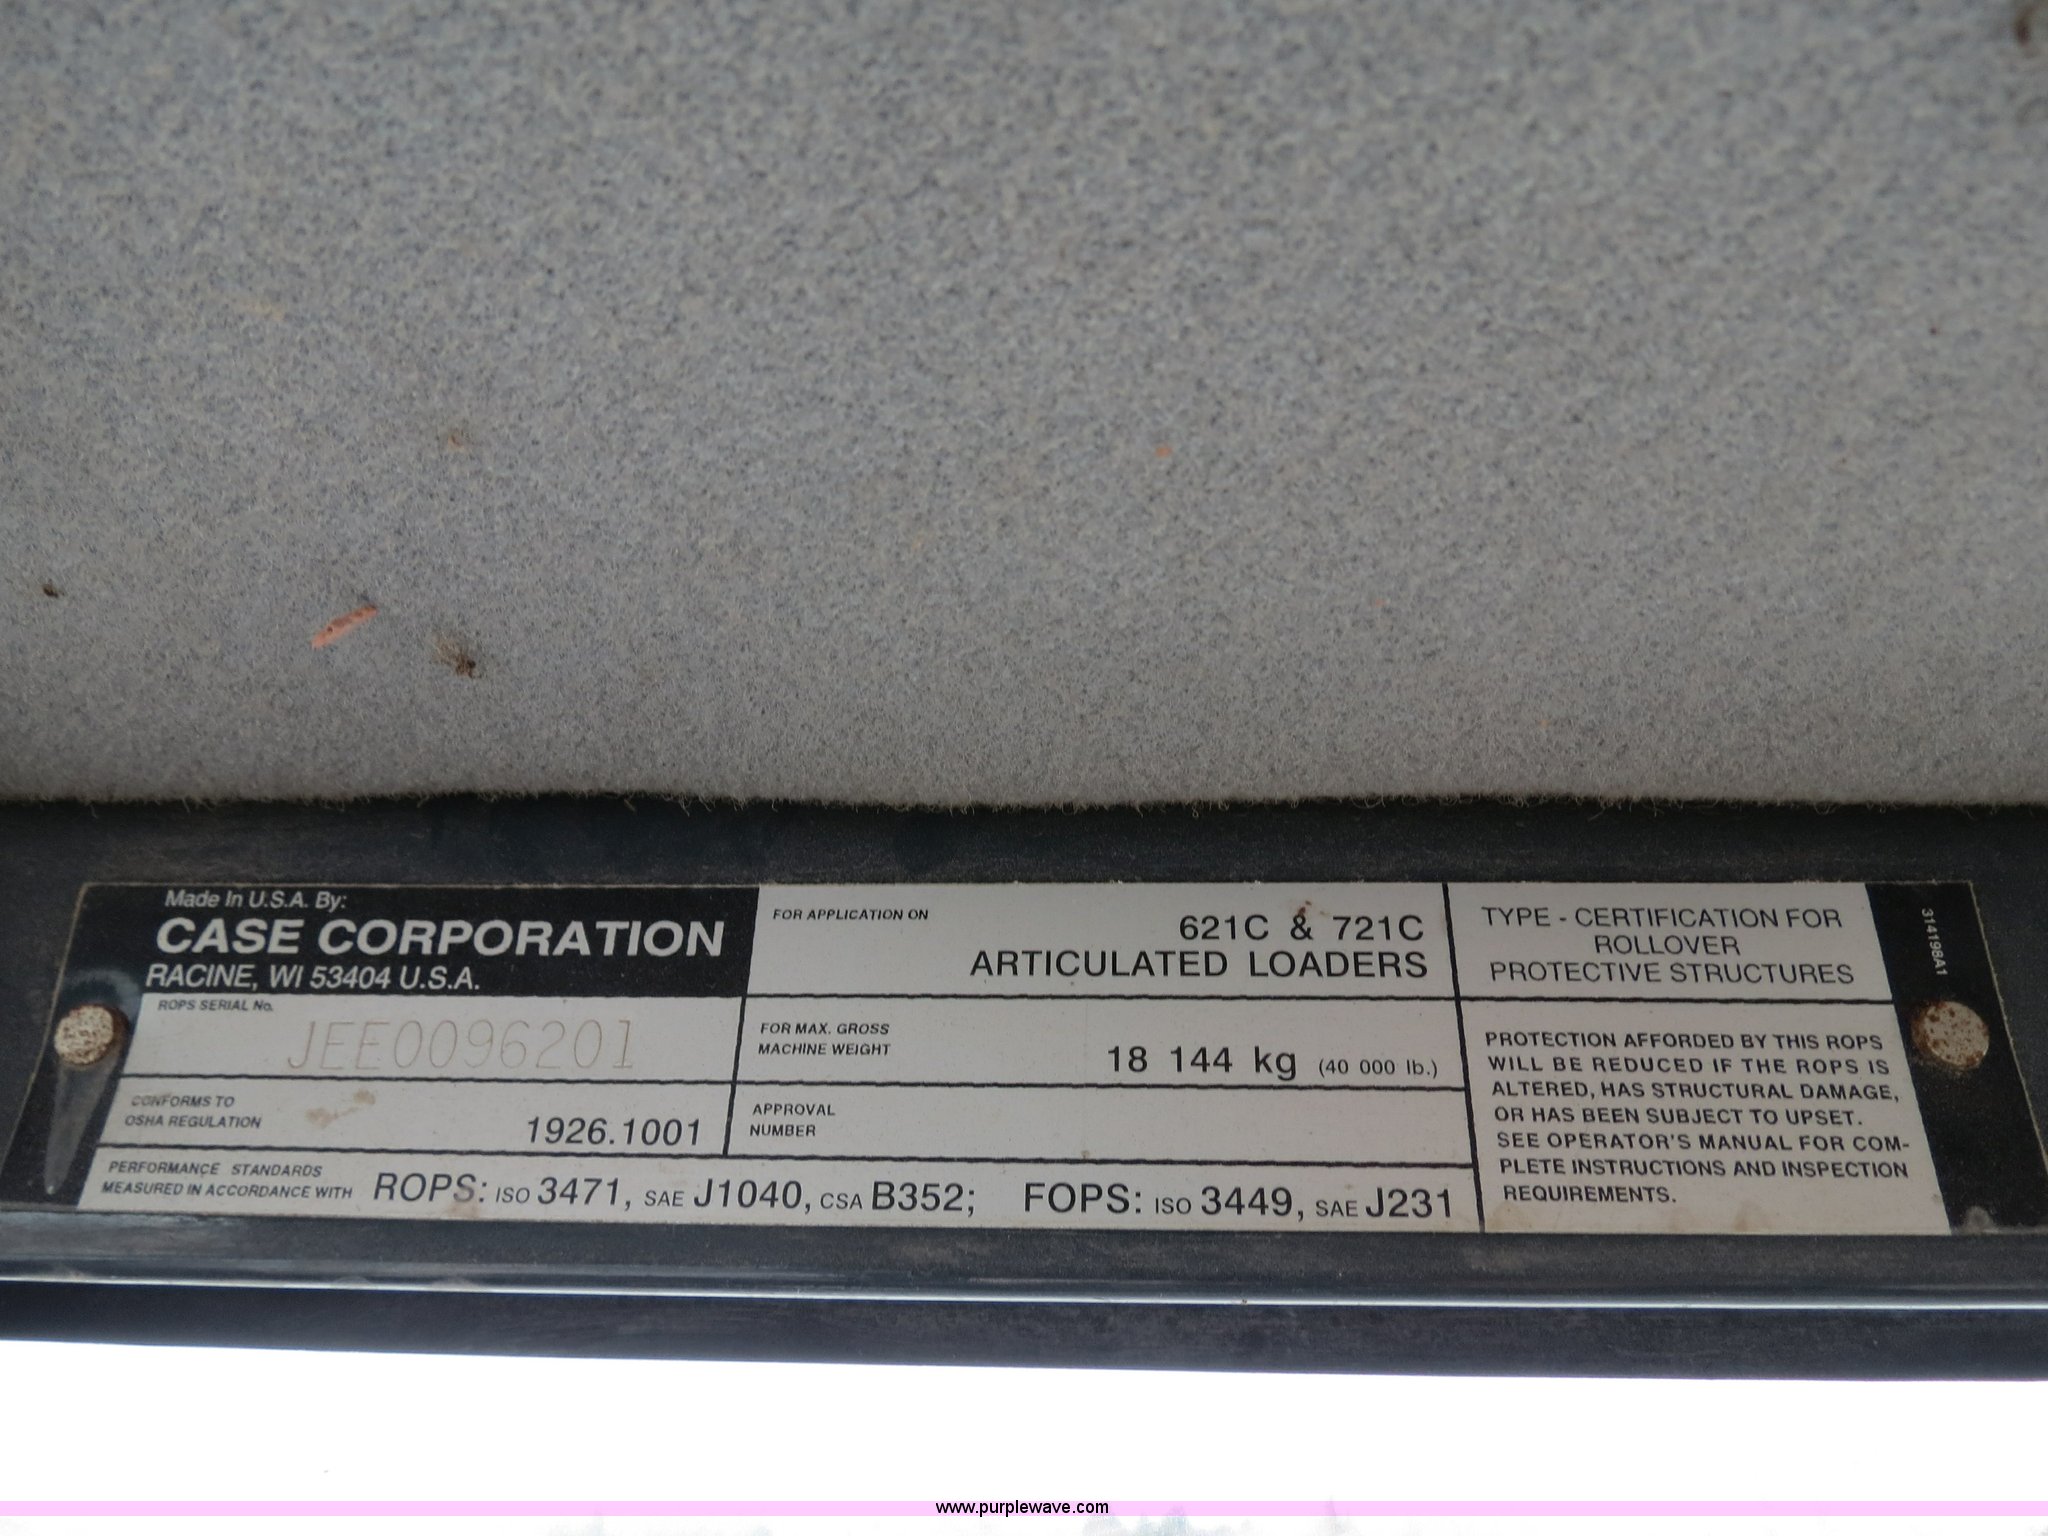 Made In U.S.A. By:
CASE CORPORATION
RACINE, WI 53404 U.S.A.
ROPS SERIAL No.
JEE0096201
CONFORMS TO
OSHA REGULATION
1926.1001
FOR APPLICATION ON
621C & 721C
ARTICULATED LOADERS
FOR MAX. GROSS
MACHINE WEIGHT
18 144 kg (40 000 lb.)
APPROVAL
NUMBER
PERFORMANCE STANDARDS
MEASURED IN ACCORDANCE WITH
ROPS: ISO 3471, SAE J1040, CSA B352; FOPS: ISO 3449, SAE J231
TYPE - CERTIFICATION FOR
ROLLOVER
PROTECTIVE STRUCTURES
PROTECTION AFFORDED BY THIS ROPS
WILL BE REDUCED IF THE ROPS IS
ALTERED, HAS STRUCTURAL DAMAGE,
OR HAS BEEN SUBJECT TO UPSET.
SEE OPERATOR'S MANUAL FOR COM-
PLETE INSTRUCTIONS AND INSPECTION
REQUIREMENTS.
314198A1
www.purplewave.com